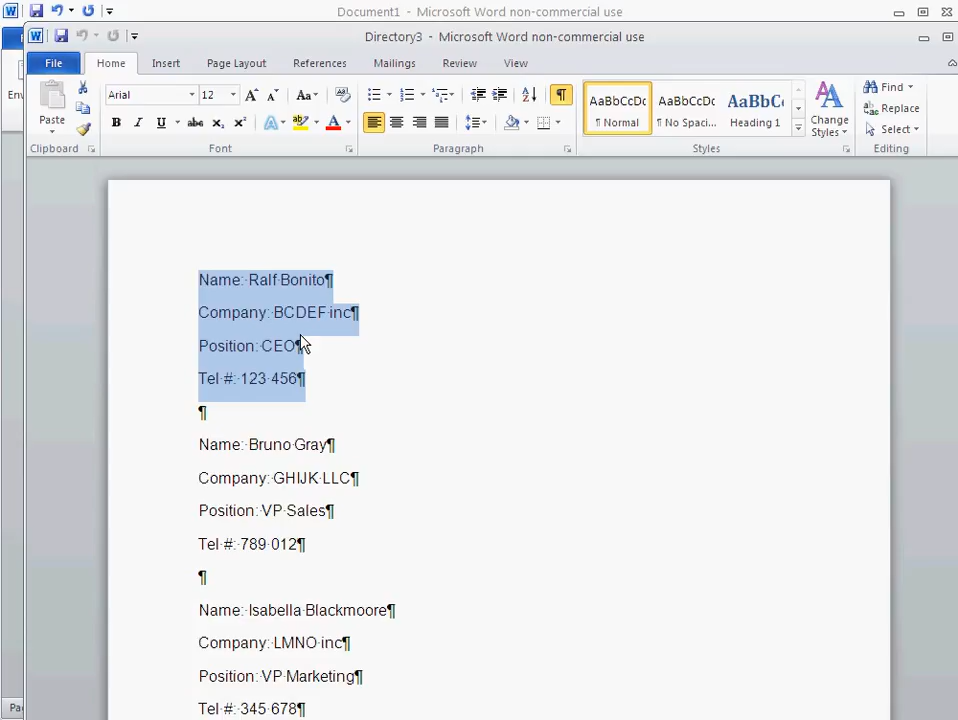 Document1 - Microsoft Word non-commercial use
Directory3 - Microsoft Word non-commercial use
File Home Insert Page Layout References Mailings Review View
Env
Arial 12
Paste
AaBbCcDc AaBbCcDc AaBbC
¶ Normal ¶ No Spaci... Heading 1
Change Styles
Find
Replace
Select
Clipboard Font Paragraph Styles Editing
Name: Ralf Bonito¶
Company: BCDEF inc¶
Position: CEO¶
Tel #: 123 456¶
¶
Name: Bruno Gray¶
Company: GHIJK LLC¶
Position: VP Sales¶
Tel #: 789 012¶
¶
Name: Isabella Blackmoore¶
Company: LMNO inc¶
Position: VP Marketing¶
Tel #: 345 678¶
Pa